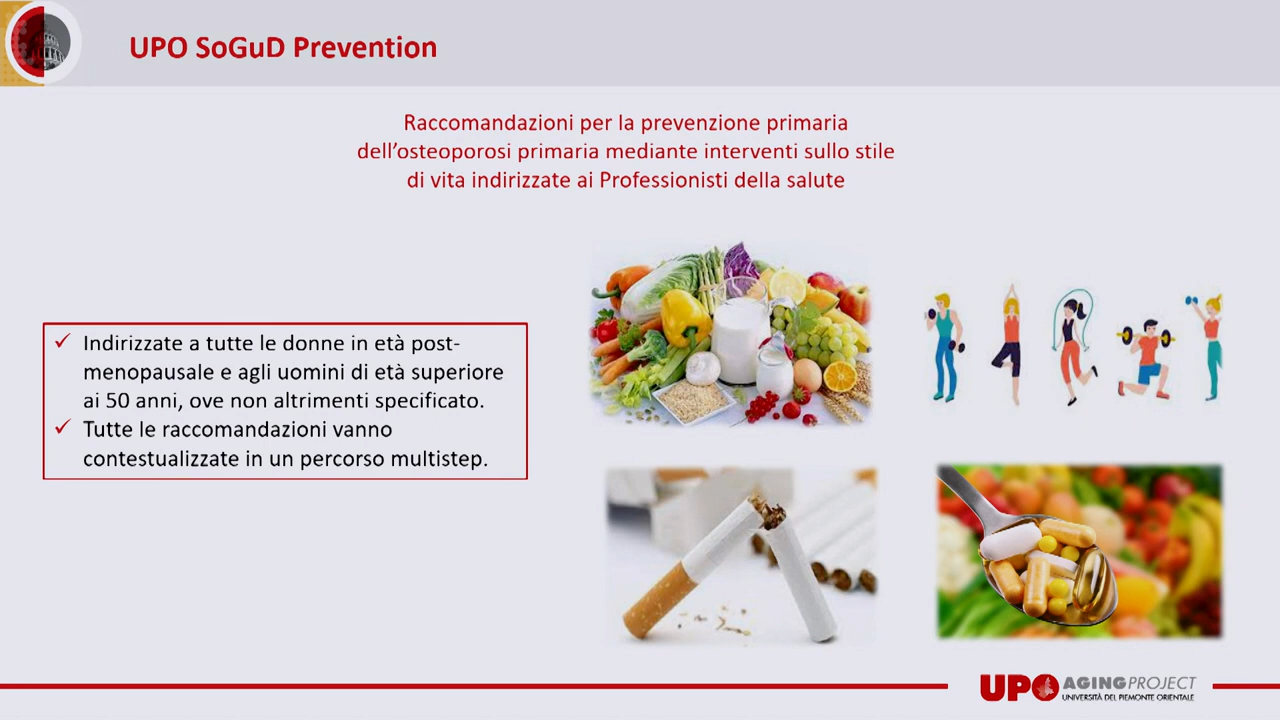 UPO SoGuD Prevention
Raccomandazioni per la prevenzione primaria
dell'osteoporosi primaria mediante interventi sullo stile
di vita indirizzate ai Professionisti della salute
✓ Indirizzate a tutte le donne in età post-
menopausale e agli uomini di età superiore
ai 50 anni, ove non altrimenti specificato.
✓ Tutte le raccomandazioni vanno
contestualizzate in un percorso multistep.
UPO AGINGPROJECT
UNIVERSITÀ DEL PIEMONTE ORIENTALE